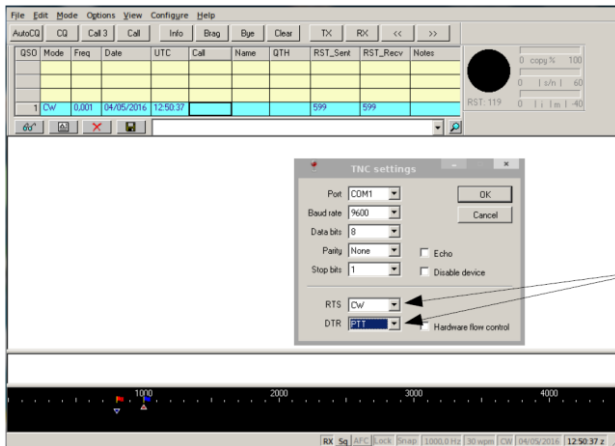 File Edit Mode Options View Configure Help
AutoCQ CQ Call 3 Call Info Brag Bye Clear TX RX << >>
QSO Mode Freq Date UTC Call Name QTH RST_Sent RST_Recv Notes
1 CW 0,001 04/05/2016 12:50:37 599 599
0 copy % 100
0 | s/n | 60
RST: 119 0 | i | m | -40
TNC settings
Port COM1 OK
Baud rate 9600 Cancel
Data bits 8
Parity None Echo
Stop bits 1 Disable device
RTS CW
DTR PTT Hardware flow control
1000 2000 3000 4000
RX Sq AFC Lock Snap 1000,0 Hz 30 wpm CW 04/05/2016 12:50:37 z